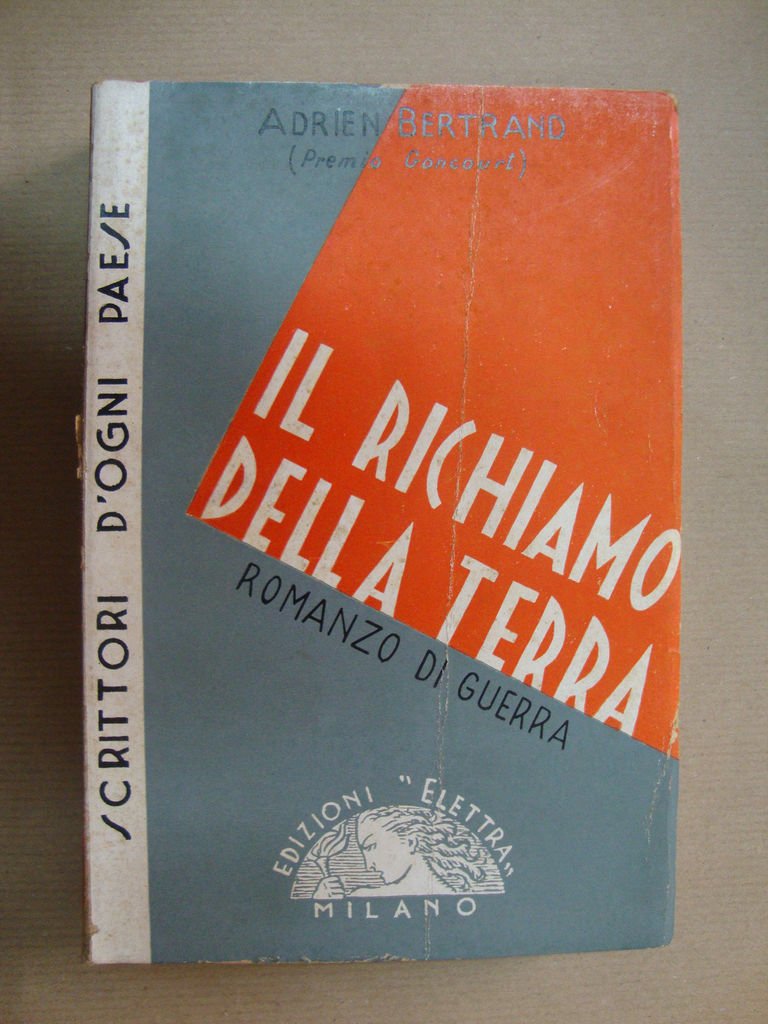 SCRITTORI D'OGNI PAESE
ADRIEN BERTRAND
(Premio Goncourt)
IL RICHIAMO
DELLA TERRA
ROMANZO DI GUERRA
EDIZIONI "ELETTRA"
MILANO